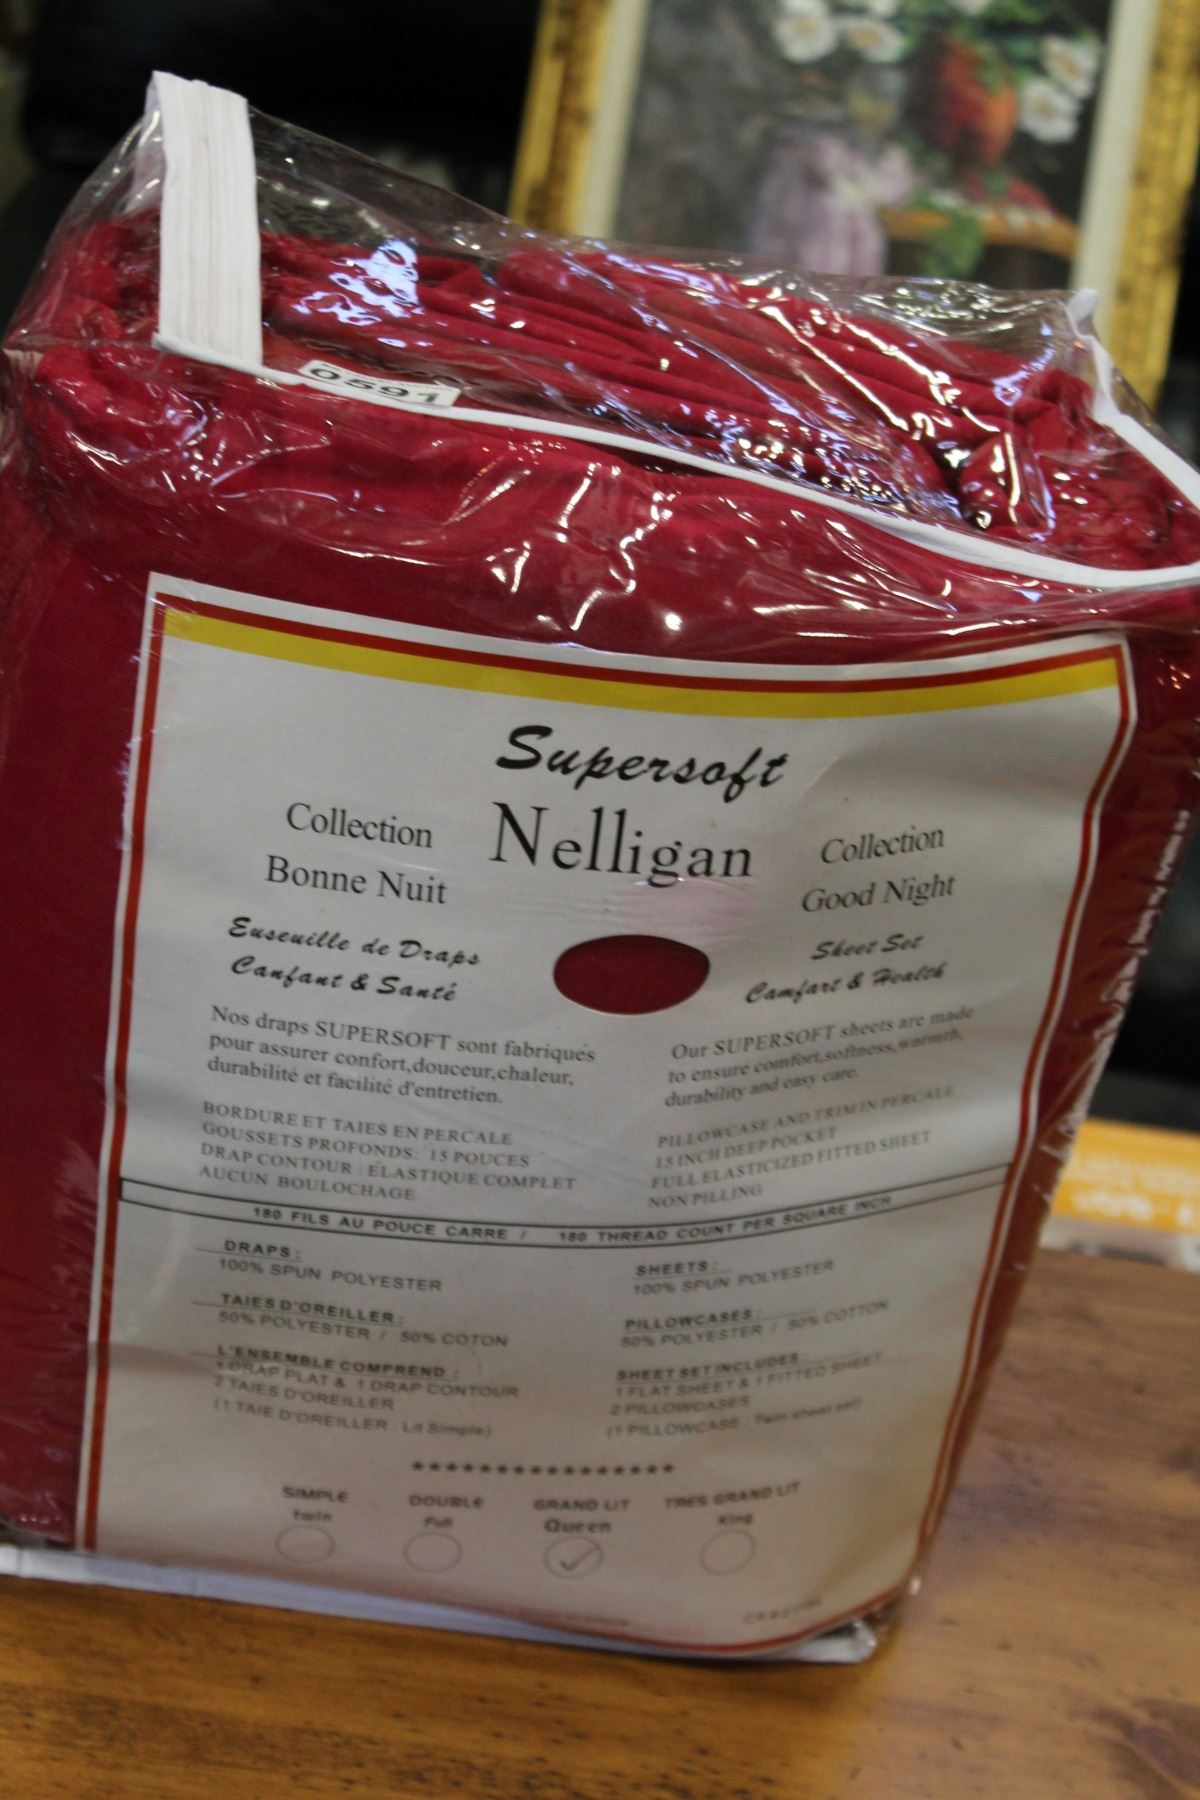 0591
Supersoft
Nelligan
Collection
Bonne Nuit
Collection
Good Night
Euseuille de Draps
Canfant & Santé
Sheet Set
Camfart & Health
Nos draps SUPERSOFT sont fabriqués
pour assurer confort,douceur,chaleur,
durabilité et facilité d'entretien.
Our SUPERSOFT sheets are made
to ensure comfort,softness,warmth,
durability and easy care.
BORDURE ET TAIES EN PERCALE
GOUSSETS PROFONDS: 15 POUCES
DRAP CONTOUR : ÉLASTIQUE COMPLET
AUCUN BOULOCHAGE
PILLOWCASE AND TRIM IN PERCALE
15 INCH DEEP POCKET
FULL ELASTICIZED FITTED SHEET
NON PILLING
180 FILS AU POUCE CARRE / 180 THREAD COUNT PER SQUARE INCH
DRAPS:
100% SPUN POLYESTER
TAIES D'OREILLER:
50% POLYESTER / 50% COTON
L'ENSEMBLE COMPREND :
1 DRAP PLAT & 1 DRAP CONTOUR
2 TAIES D'OREILLER
(1 TAIE D'OREILLER : Lit Simple)
SHEETS:
100% SPUN POLYESTER
PILLOWCASES:
50% POLYESTER / 50% COTTON
SHEET SET INCLUDES:
1 FLAT SHEET & 1 FITTED SHEET
2 PILLOWCASES
(1 PILLOWCASE : Twin sheet set)
****************
SIMPLE DOUBLE GRAND LIT TRES GRAND LIT
twin Full Queen King